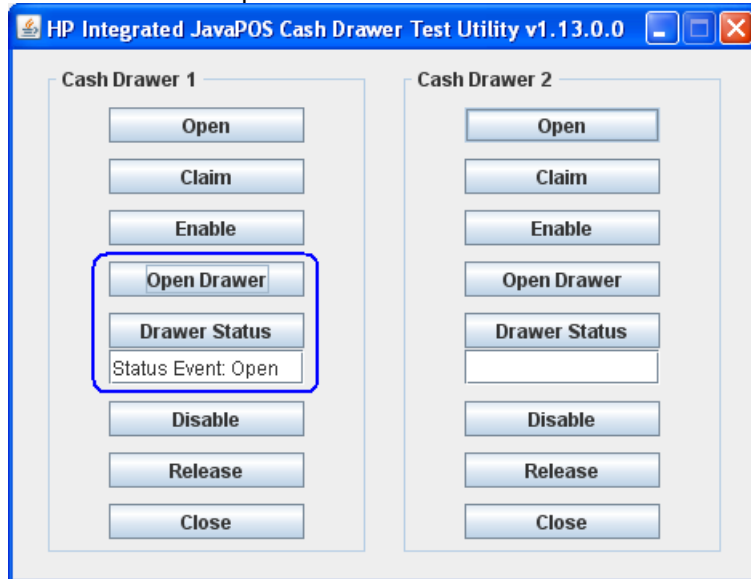 HP Integrated JavaPOS Cash Drawer Test Utility v1.13.0.0
Cash Drawer 1
Open
Claim
Enable
Open Drawer
Drawer Status
Status Event: Open
Disable
Release
Close
Cash Drawer 2
Open
Claim
Enable
Open Drawer
Drawer Status
Disable
Release
Close